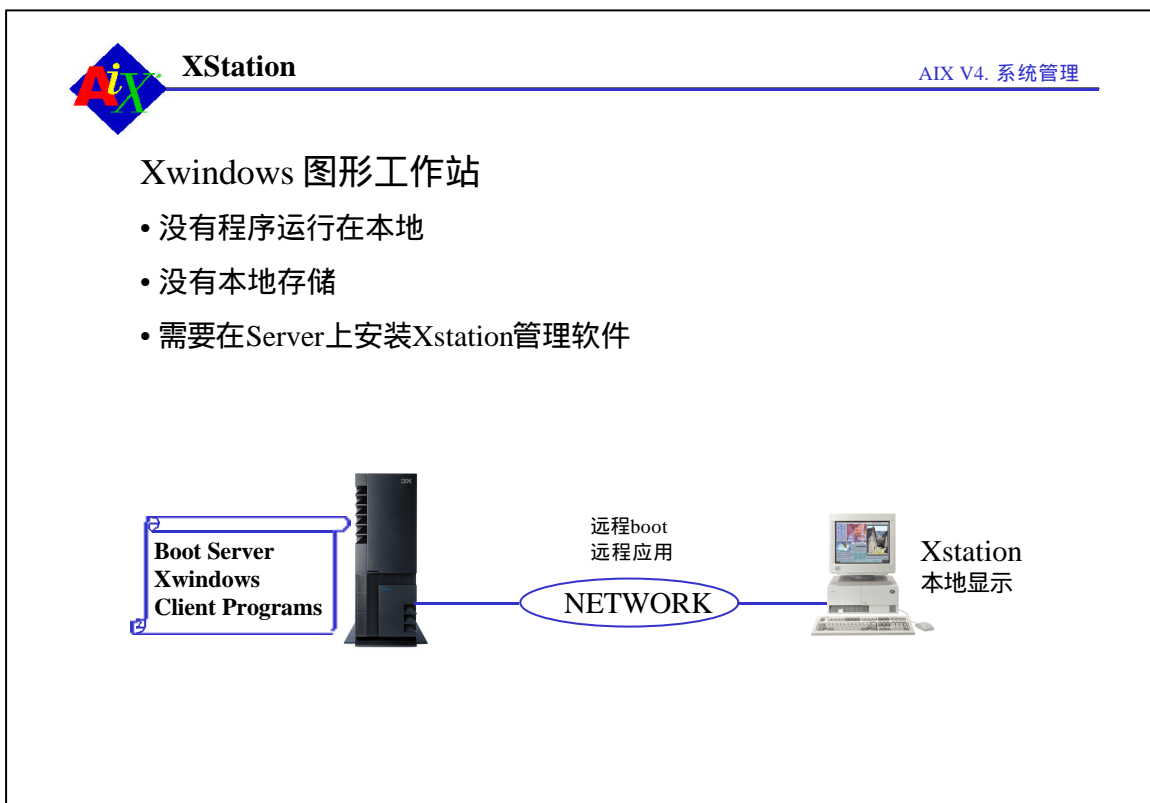 AiX
XStation
AIX V4. 系统管理
Xwindows 图形工作站
• 没有程序运行在本地
• 没有本地存储
• 需要在Server上安装Xstation管理软件
IBM
Boot Server
Xwindows
Client Programs
远程boot
远程应用
NETWORK
Xstation
本地显示